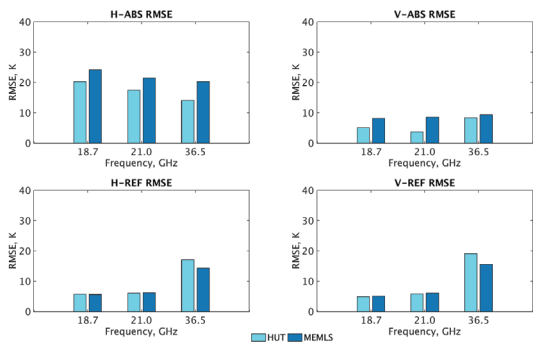 H-ABS RMSE
V-ABS RMSE
RMSE, K
40
30
20
10
0
18.7 21.0 36.5
Frequency, GHz
RMSE, K
40
30
20
10
0
18.7 21.0 36.5
Frequency, GHz
H-REF RMSE
V-REF RMSE
RMSE, K
40
30
20
10
0
18.7 21.0 36.5
Frequency, GHz
RMSE, K
40
30
20
10
0
18.7 21.0 36.5
Frequency, GHz
HUT MEMLS